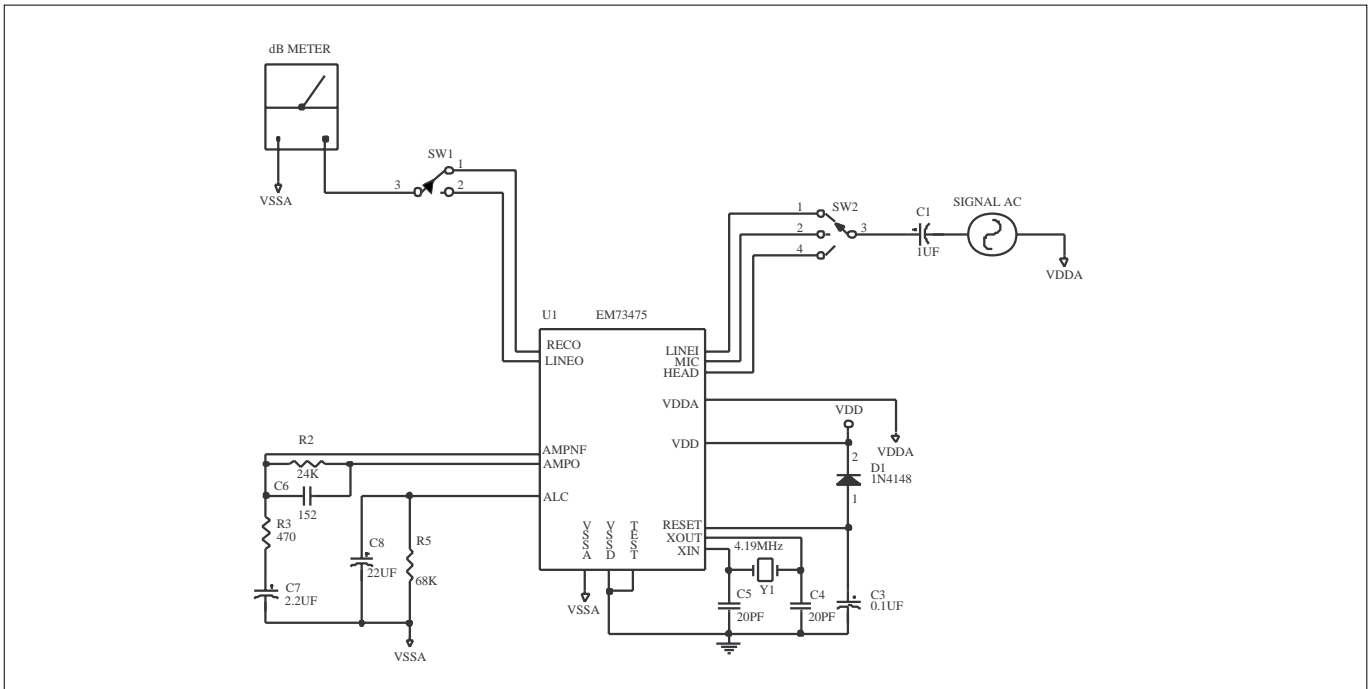 dB METER
SW1
1
3
2
VSSA
SIGNAL AC
C1
1
SW2
2
3
4
1UF
VDDA
U1
EM73475
RECO
LINEO
LINEI
MIC
HEAD
VDDA
VDD
VDD
VDDA
R2
24K
C6
152
R3
470
C7
2.2UF
C8
22UF
R5
68K
VSSA
AMPNF
AMPO
ALC
VSSA
VSSD
TEST
VSSA
RESET
XOUT
XIN
2
D1
1N4148
1
4.19MHz
Y1
C5
20PF
C4
20PF
C3
0.1UF